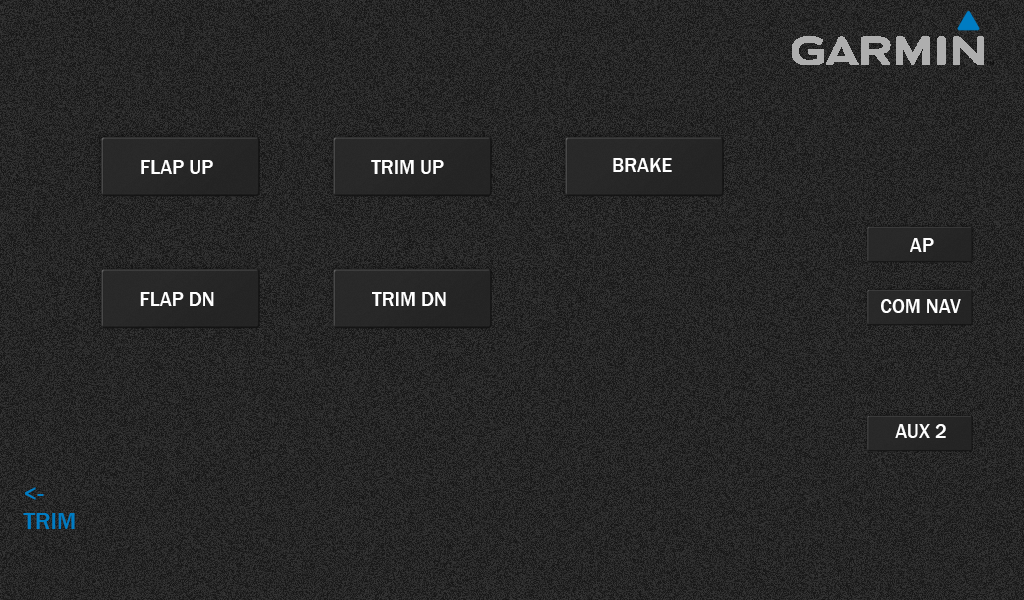 GARMIN
FLAP UP
TRIM UP
BRAKE
AP
FLAP DN
TRIM DN
COM NAV
AUX 2
<-
TRIM